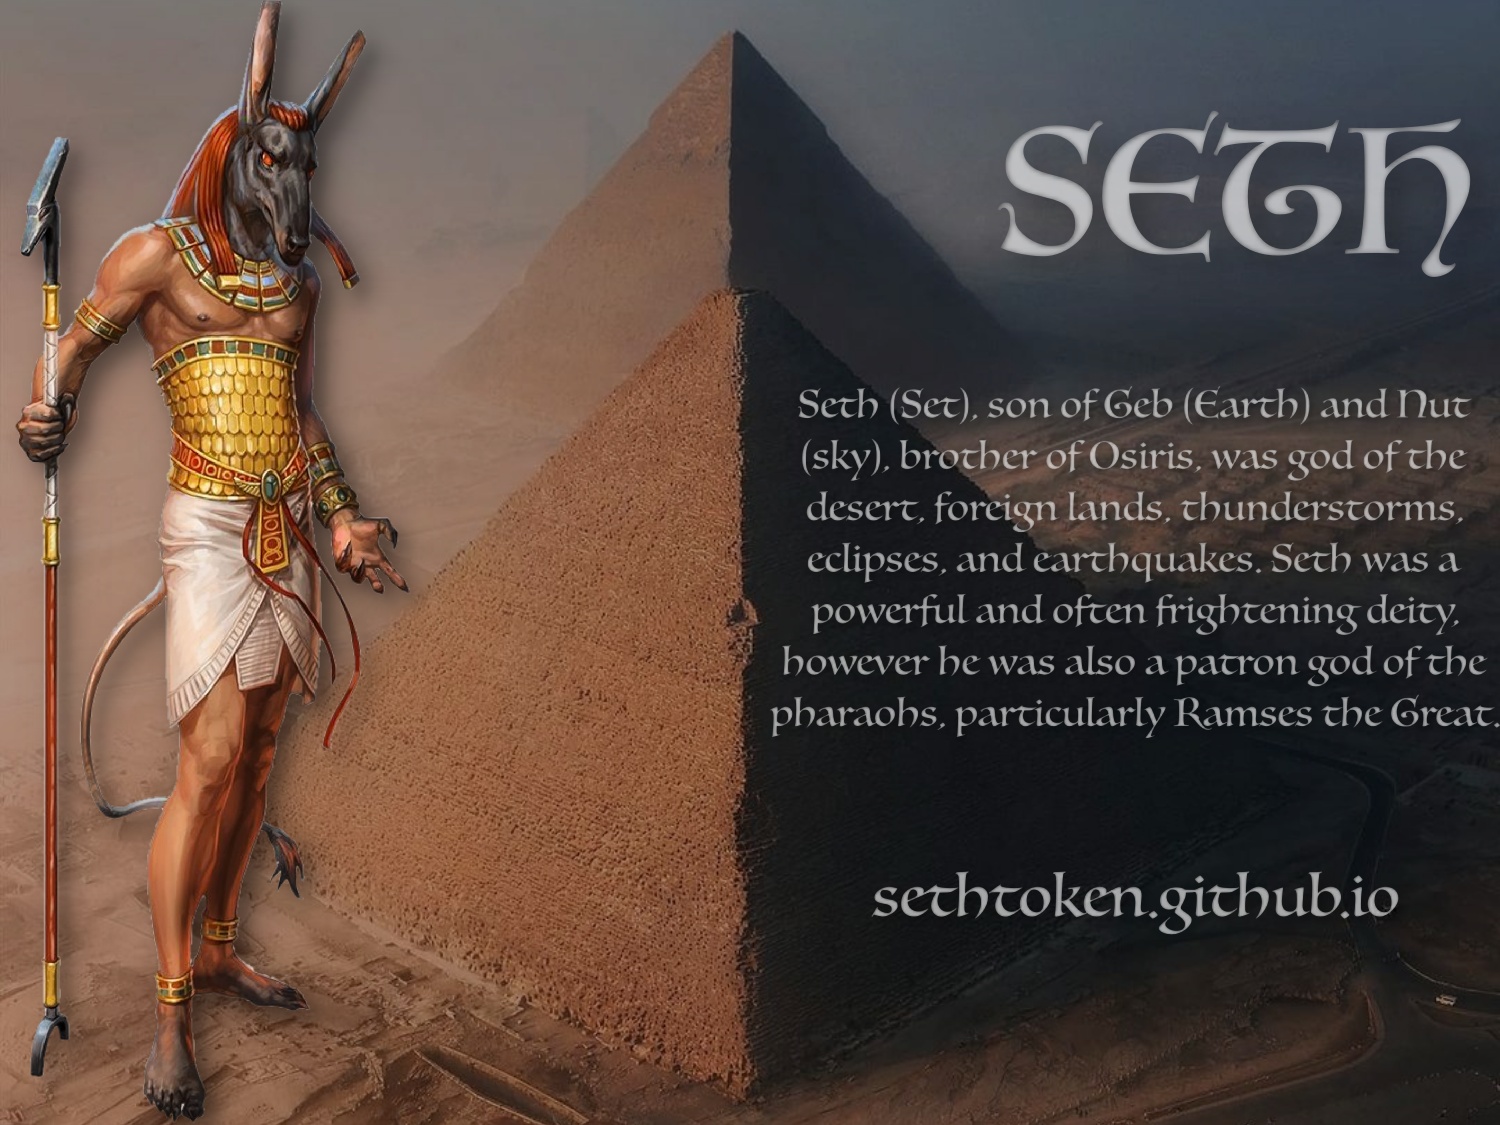 SETH
Seth (Set), son of Geb (Earth) and Nut
(sky), brother of Osiris, was god of the
desert, foreign lands, thunderstorms,
eclipses, and earthquakes. Seth was a
powerful and often frightening deity,
however he was also a patron god of the
pharaohs, particularly Ramses the Great.
sethtoken.github.io